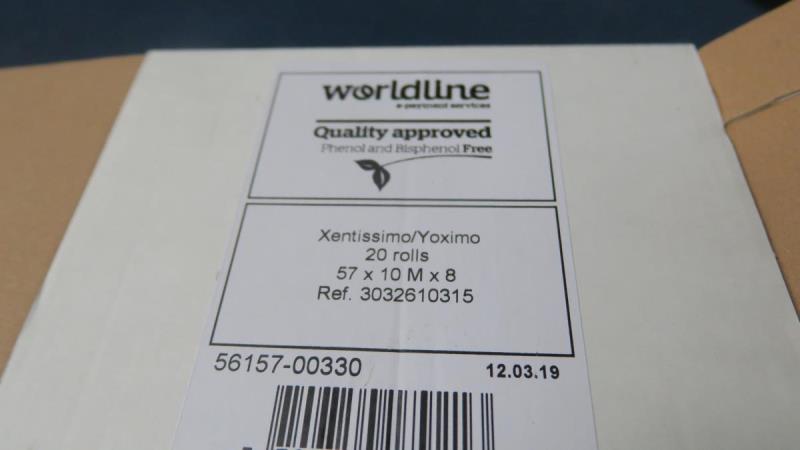 worldline
e-payment services
Quality approved
Phenol and Bisphenol Free
Xentissimo/Yoximo
20 rolls
57 x 10 M x 8
Ref. 3032610315
56157-00330
12.03.19